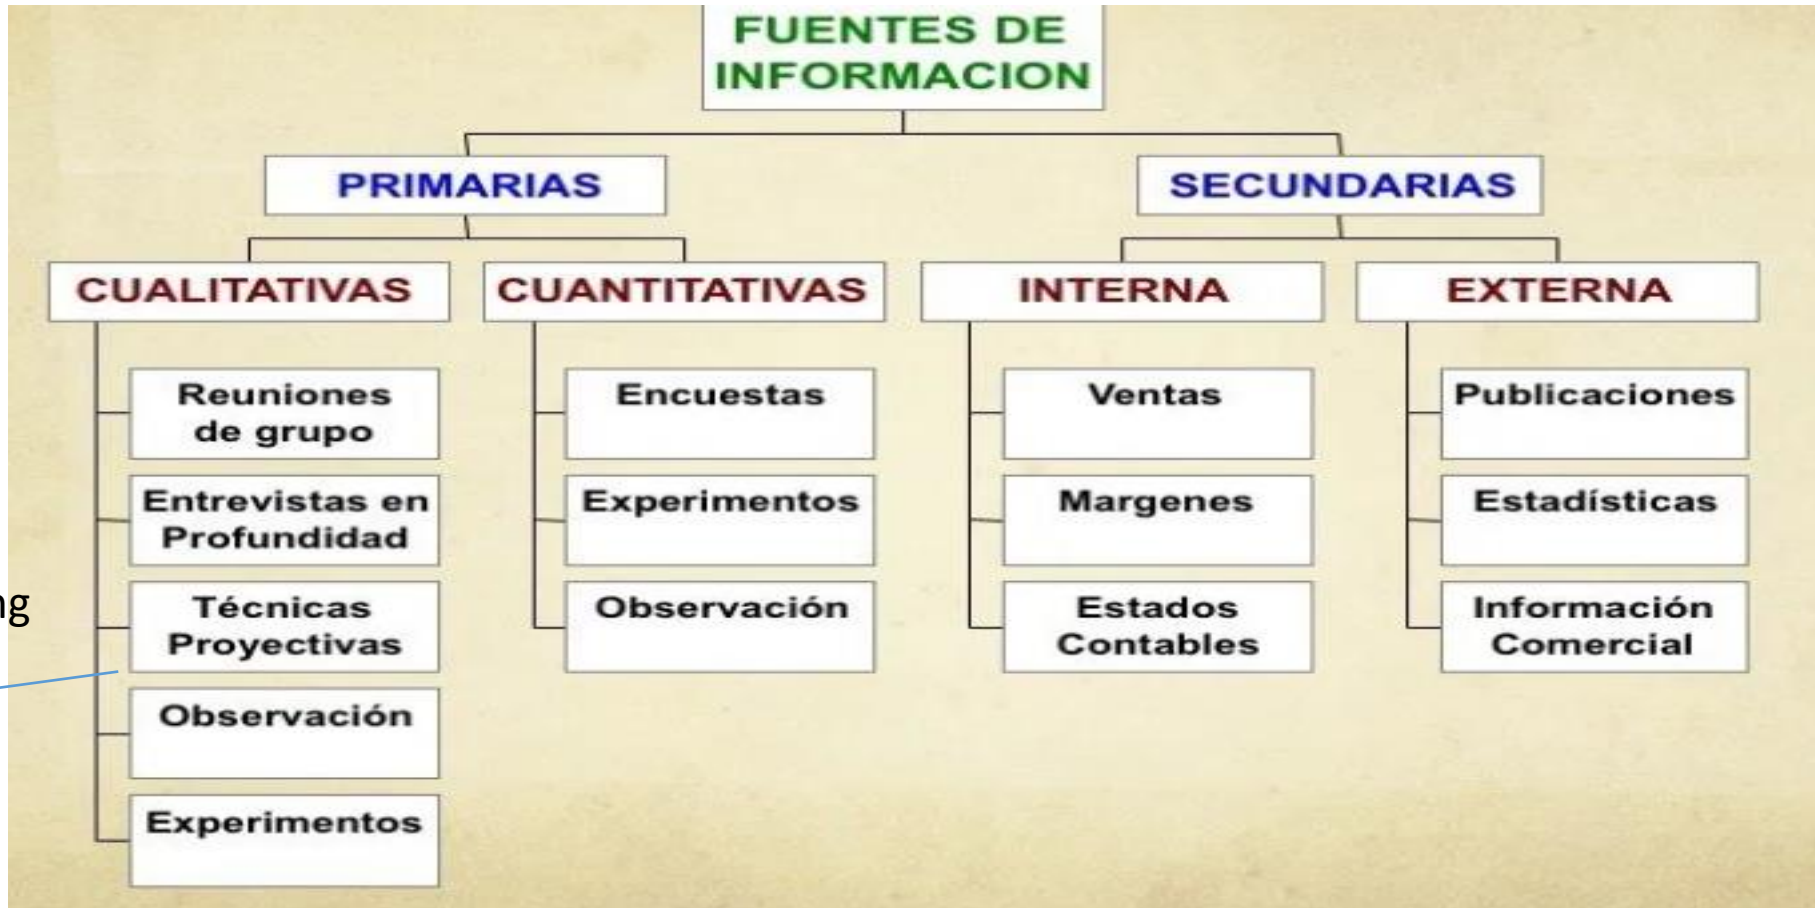 FUENTES DE
INFORMACION
PRIMARIAS
SECUNDARIAS
CUALITATIVAS
CUANTITATIVAS
INTERNA
EXTERNA
Reuniones
de grupo
Entrevistas en
Profundidad
Técnicas
Proyectivas
Observación
Experimentos
Encuestas
Experimentos
Observación
Ventas
Margenes
Estados
Contables
Publicaciones
Estadísticas
Información
Comercial